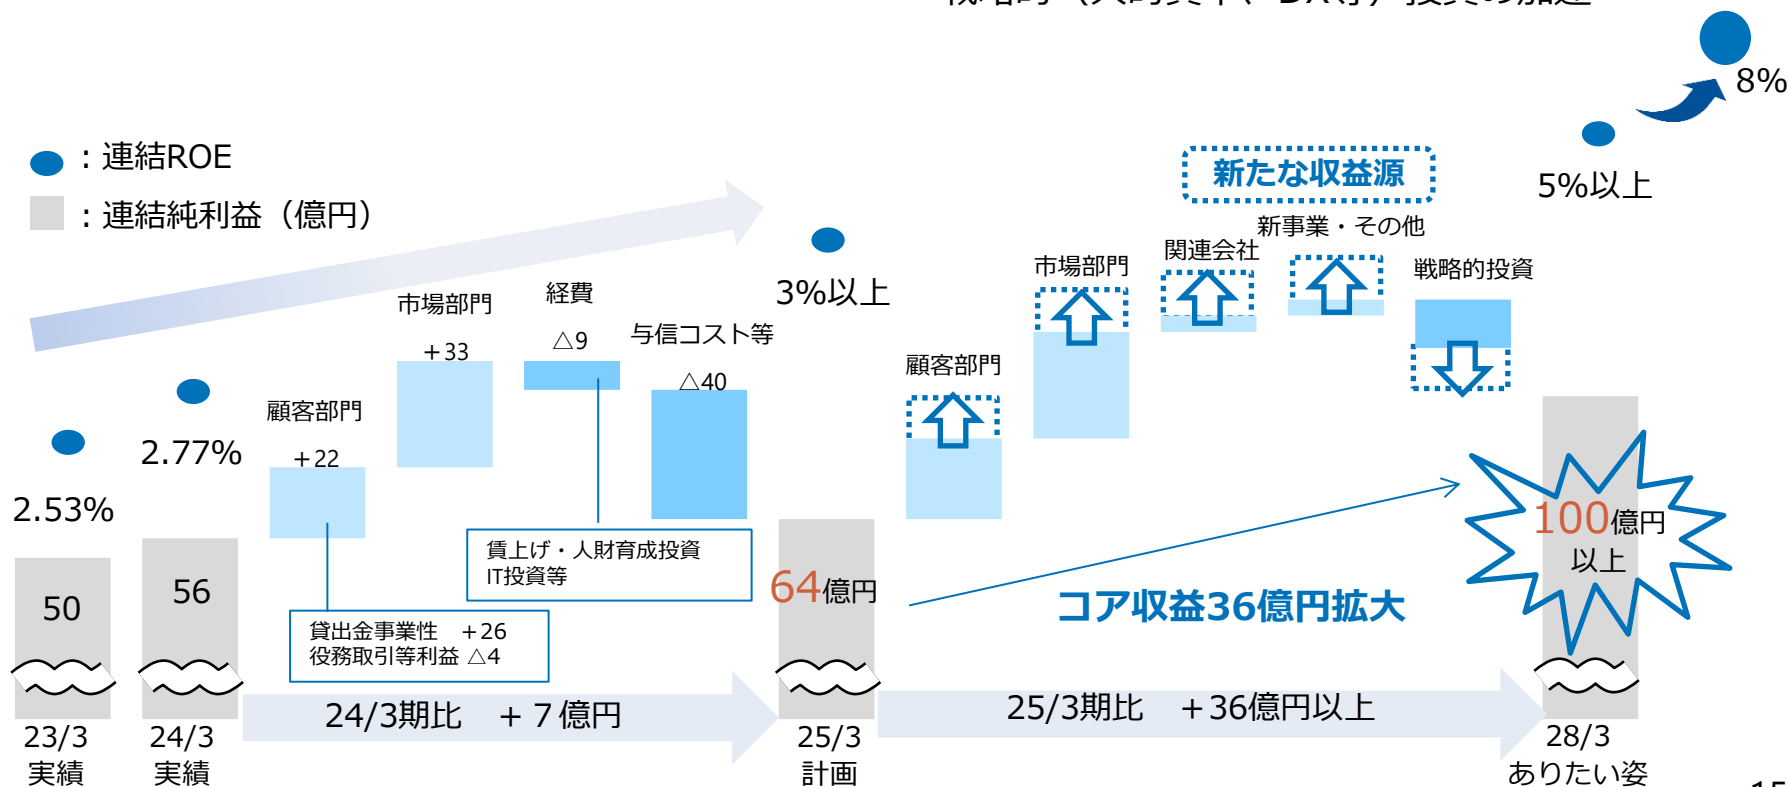 ：連結ROE
：連結純利益（億円）
8%
5%以上
新たな収益源
新事業・その他
関連会社
市場部門
戦略的投資
顧客部門
3%以上
経費
△9
与信コスト等
△40
市場部門
＋33
顧客部門
＋22
2.77%
2.53%
50
56
賃上げ・人財育成投資
IT投資等
貸出金事業性　＋26
役務取引等利益 △4
64億円
100億円
以上
コア収益36億円拡大
24/3期比　＋７億円
25/3期比　＋36億円以上
23/3
実績
24/3
実績
25/3
計画
28/3
ありたい姿